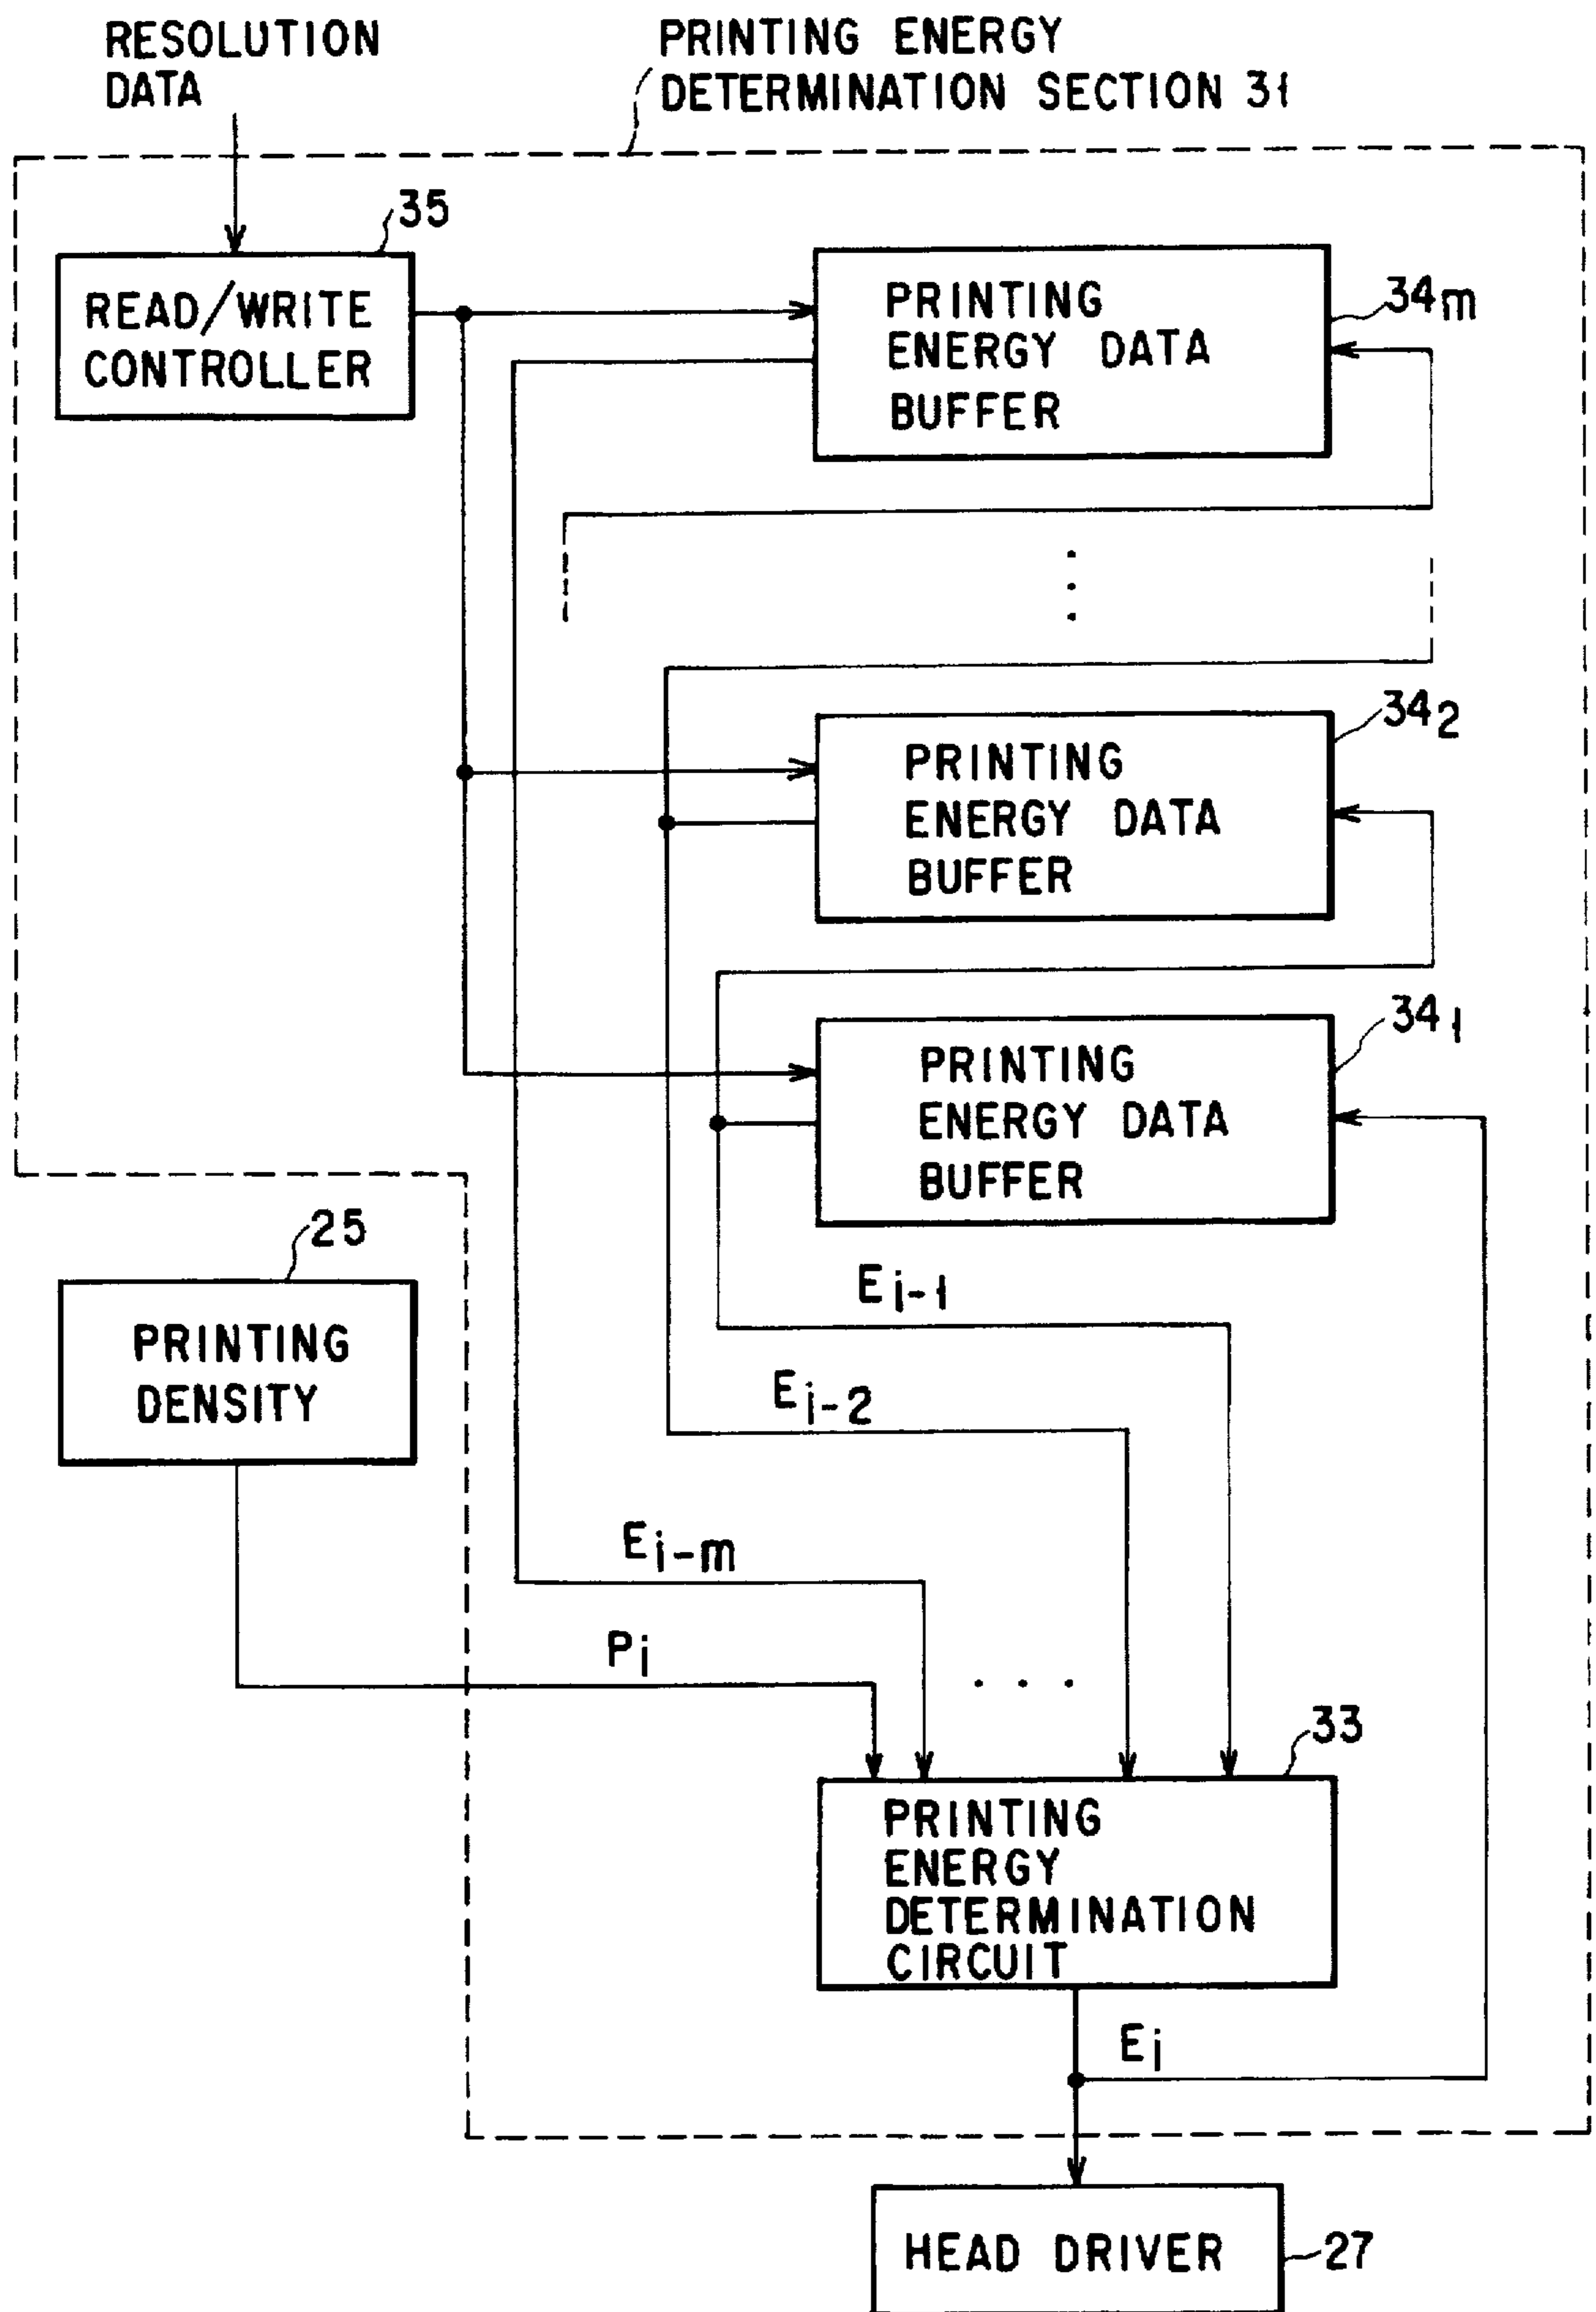 RESOLUTION
DATA
PRINTING ENERGY
DETERMINATION SECTION 31
35
READ/WRITE
CONTROLLER
PRINTING
ENERGY DATA
BUFFER
34m
PRINTING
ENERGY DATA
BUFFER
342
PRINTING
ENERGY DATA
BUFFER
341
25
PRINTING
DENSITY
Ei-1
Ei-2
Ei-m
Pi
33
PRINTING
ENERGY
DETERMINATION
CIRCUIT
Ei
HEAD DRIVER
27